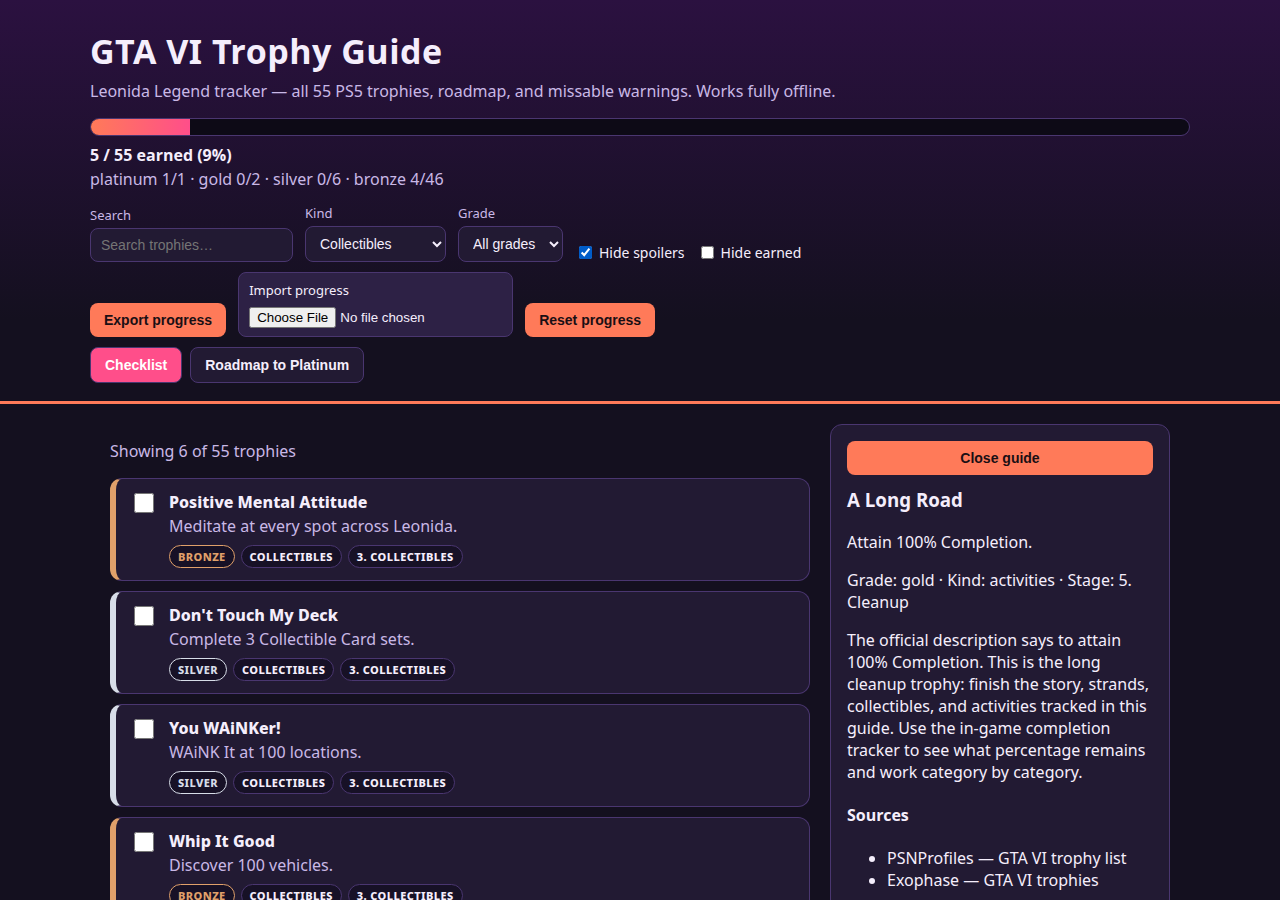 GTA VI Trophy Guide
Leonida Legend tracker — all 55 PS5 trophies, roadmap, and missable warnings. Works fully offline.
5 / 55 earned (9%)
platinum 1/1 · gold 0/2 · silver 0/6 · bronze 4/46
Search
Kind
Grade
Search trophies…
Collectibles
All grades
Hide spoilers
Hide earned
Export progress
Import progress
Choose File No file chosen
Reset progress
Checklist
Roadmap to Platinum
Showing 6 of 55 trophies
Positive Mental Attitude
Meditate at every spot across Leonida.
BRONZE
COLLECTIBLES
3. COLLECTIBLES
Don't Touch My Deck
Complete 3 Collectible Card sets.
SILVER
COLLECTIBLES
3. COLLECTIBLES
You WAiNKer!
WAiNK It at 100 locations.
SILVER
COLLECTIBLES
3. COLLECTIBLES
Whip It Good
Discover 100 vehicles.
BRONZE
COLLECTIBLES
3. COLLECTIBLES
Close guide
A Long Road
Attain 100% Completion.
Grade: gold · Kind: activities · Stage: 5.
Cleanup
The official description says to attain
100% Completion. This is the long
cleanup trophy: finish the story, strands,
collectibles, and activities tracked in this
guide. Use the in-game completion
tracker to see what percentage remains
and work category by category.
Sources
PSNProfiles — GTA VI trophy list
Exophase — GTA VI trophies